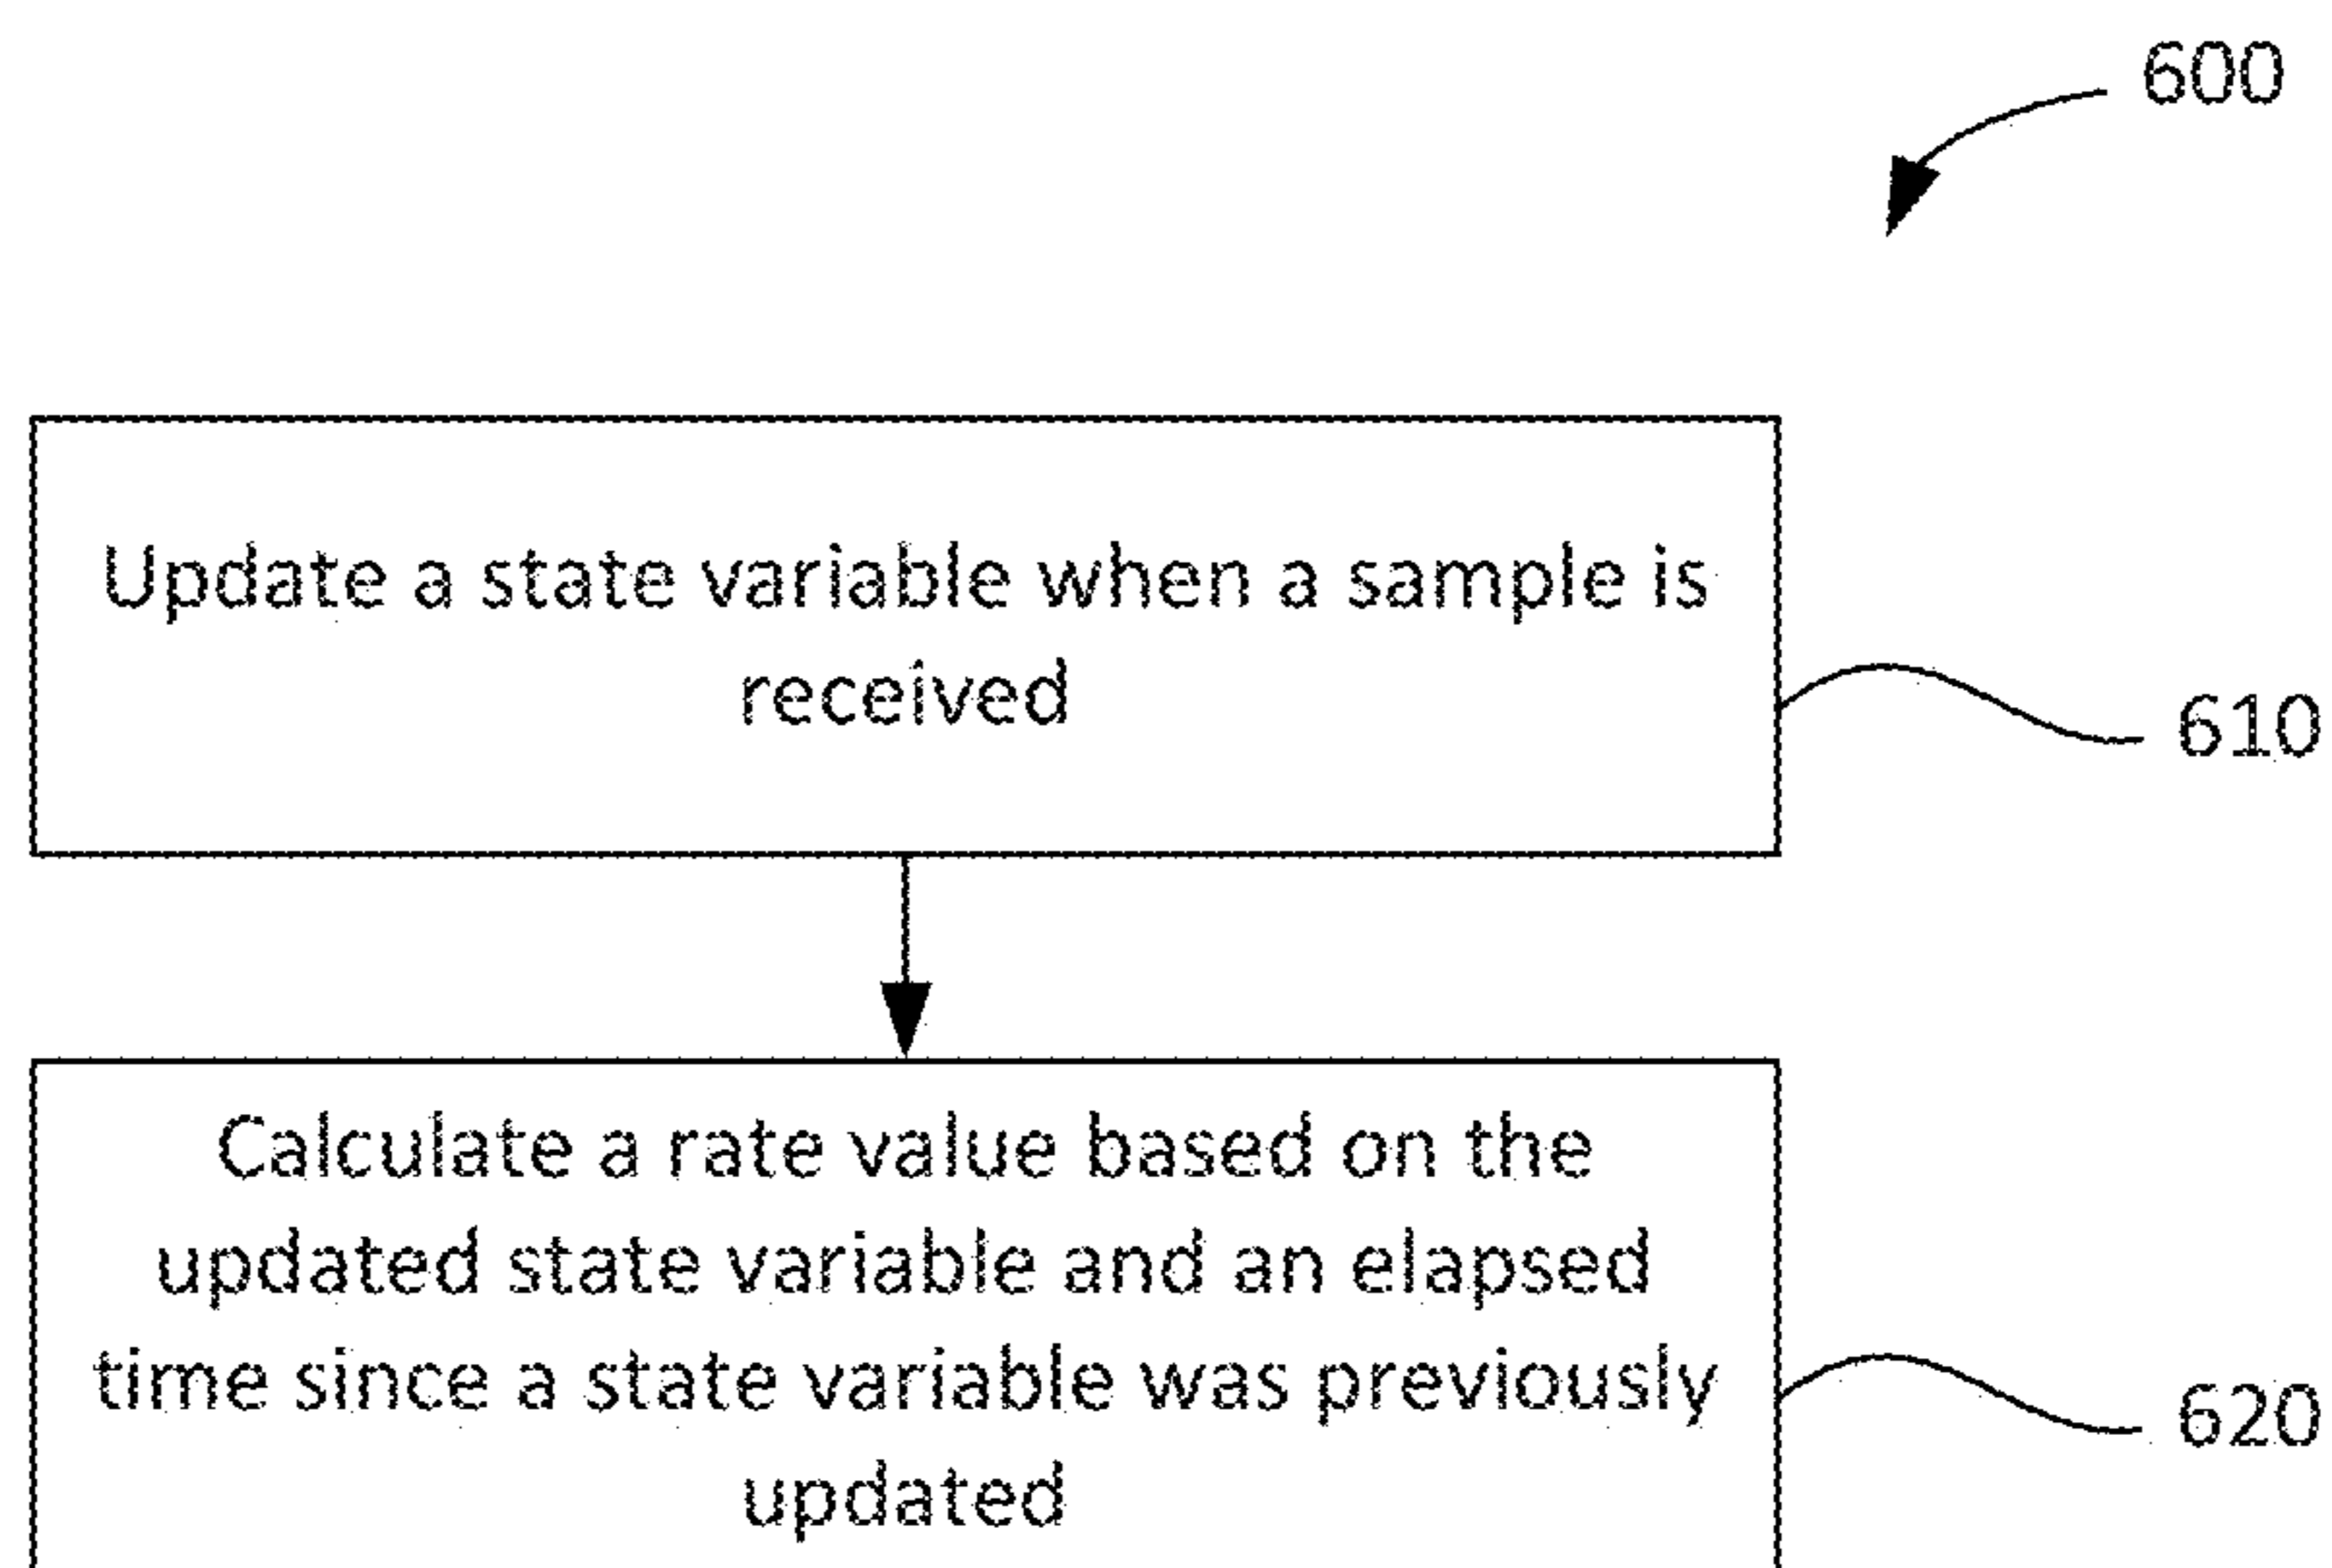 600
Update a state variable when a sample is
received
610
Calculate a rate value based on the
updated state variable and an elapsed
time since a state variable was previously
updated
620